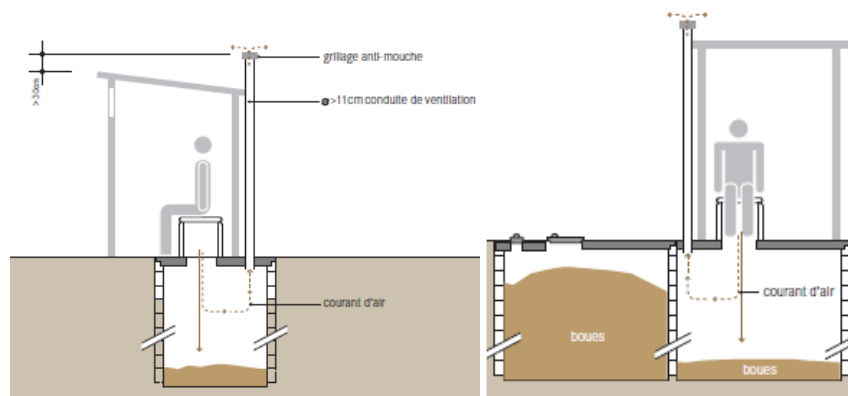 grillage anti-mouche
>30cm
ø >11cm conduite de ventilation
courant d'air
courant d'air
boues
boues